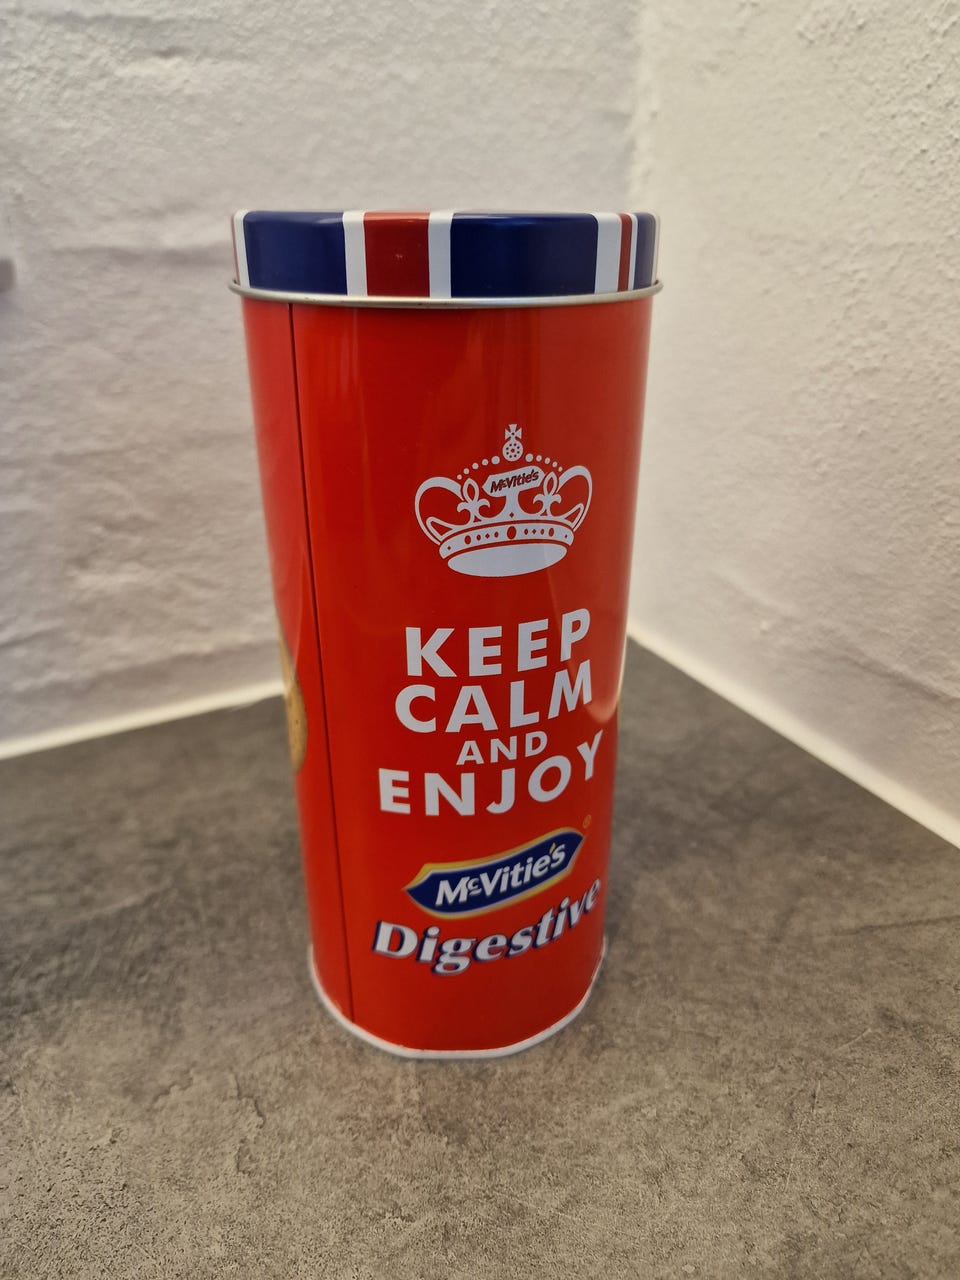 McVitie's
KEEP
CALM
AND
ENJOY
McVitie's®
Digestive